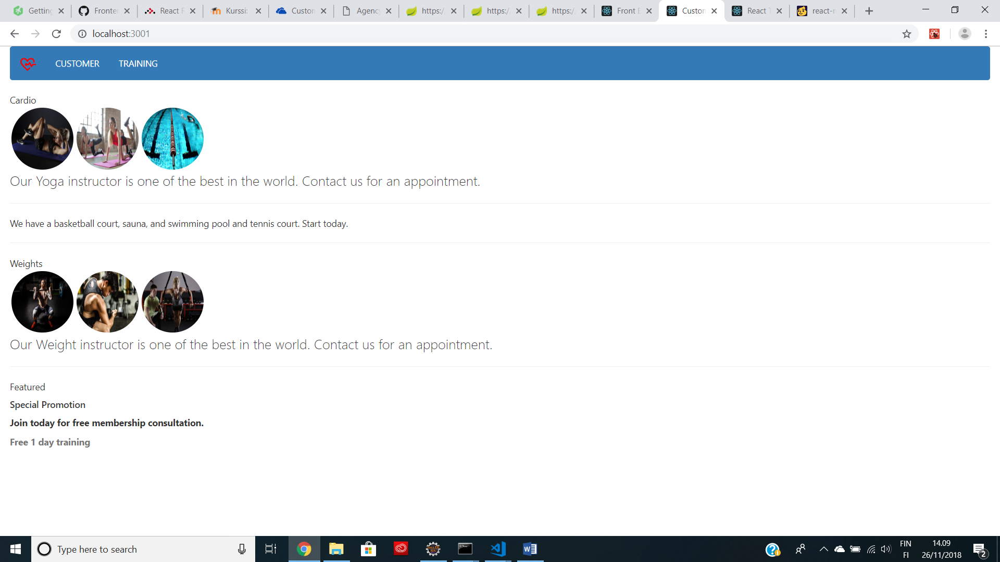 Getting
Fronte
React R
Kurssi:
Custon
Agency
https:/
https:/
https:/
Front E
Custon
React T
react-r
localhost:3001
CUSTOMER
TRAINING
Cardio
Our Yoga instructor is one of the best in the world. Contact us for an appointment.
We have a basketball court, sauna, and swimming pool and tennis court. Start today.
Weights
Our Weight instructor is one of the best in the world. Contact us for an appointment.
Featured
Special Promotion
Join today for free membership consultation.
Free 1 day training
Type here to search
FIN
FI
14.09
26/11/2018
2